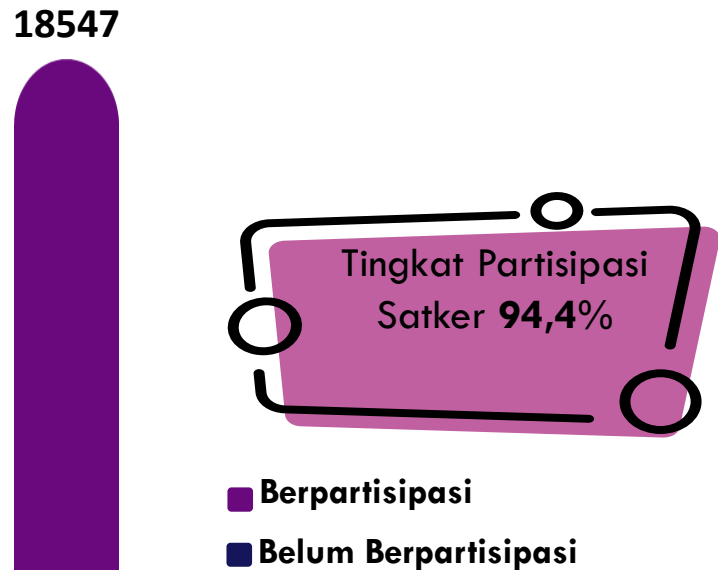 18547
Tingkat Partisipasi
Satker 94,4%
Berpartisipasi
Belum Berpartisipasi